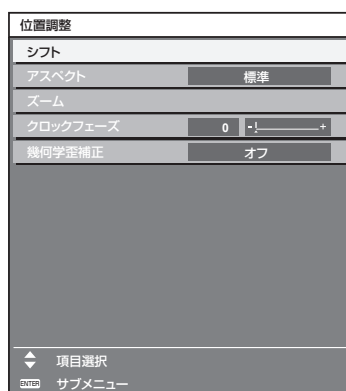 位置調整
シフト
アスペクト 標準
ズーム
クロックフェーズ 0 - +
幾何学歪補正 オフ
項目選択
ENTER サブメニュー